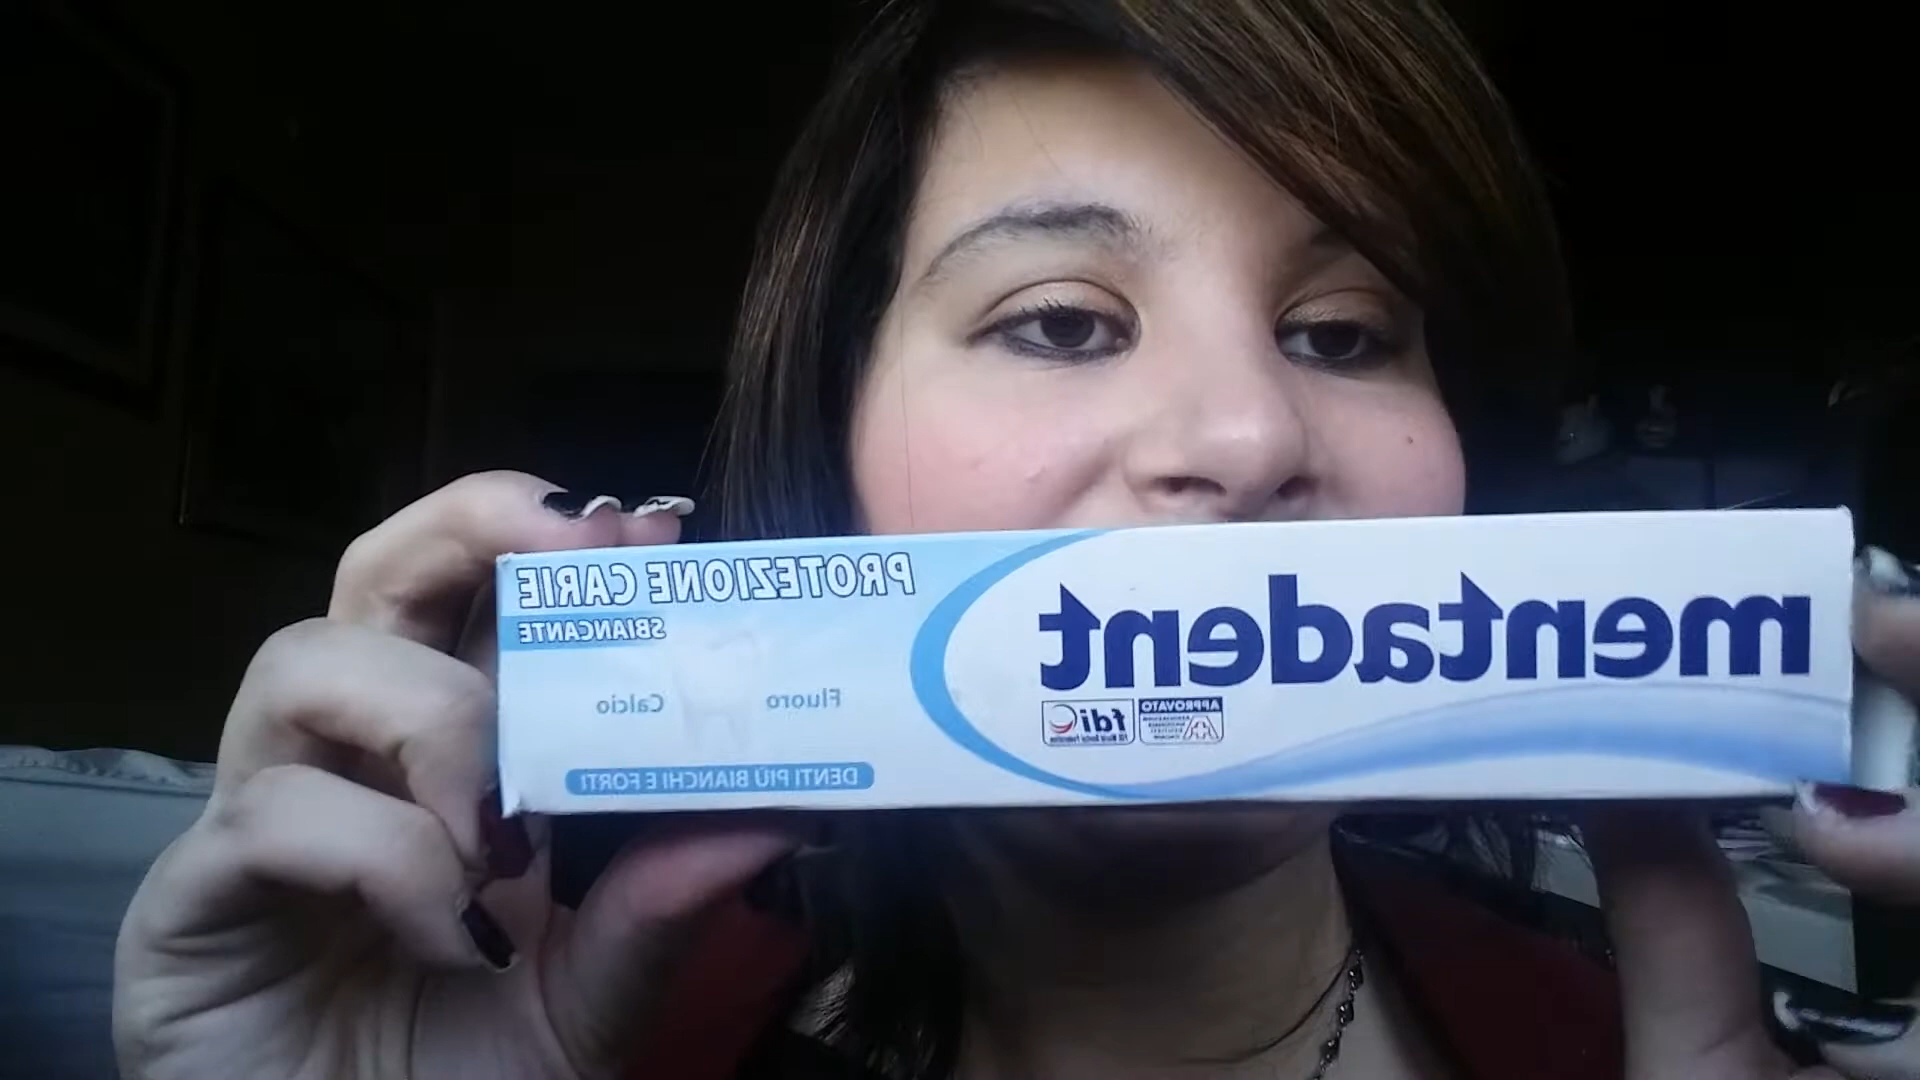 mentadent
APPROVATO
fdi
PROTEZIONE CARIE
SBIANCANTE
Fluoro
Calcio
DENTI PIÙ BIANCHI E FORTI